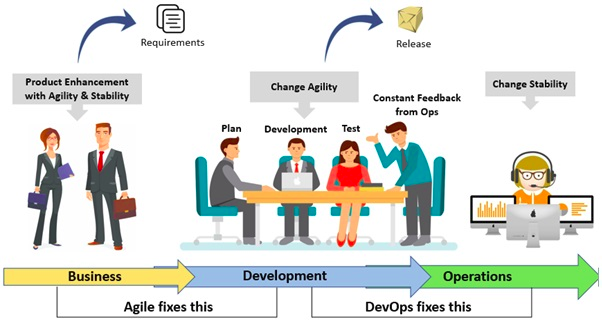 Requirements
Release
Product Enhancement
with Agility & Stability
Change Agility
Change Stability
Constant Feedback
from Ops
Plan
Development
Test
Business
Development
Operations
Agile fixes this
DevOps fixes this